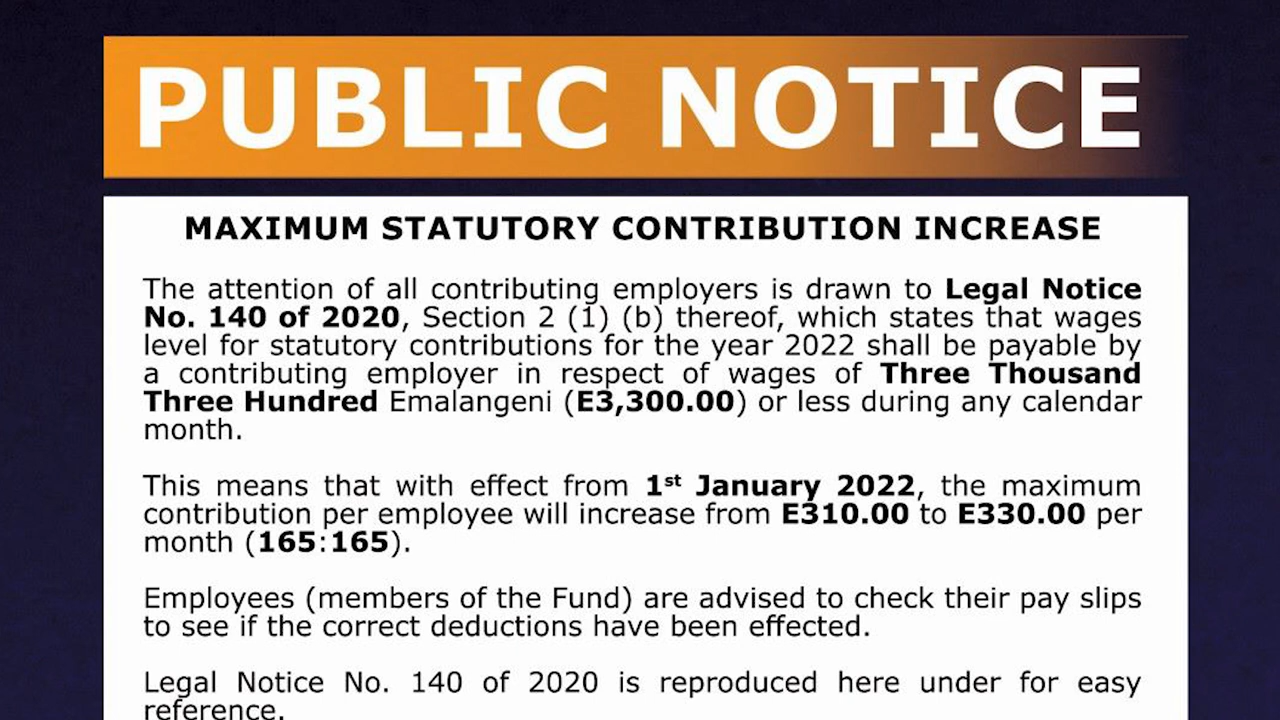 PUBLIC NOTICE
MAXIMUM STATUTORY CONTRIBUTION INCREASE
The attention of all contributing employers is drawn to Legal Notice
No. 140 of 2020, Section 2 (1) (b) thereof, which states that wages
level for statutory contributions for the year 2022 shall be payable by
a contributing employer in respect of wages of Three Thousand
Three Hundred Emalangeni (E3,300.00) or less during any calendar
month.
This means that with effect from 1st January 2022, the maximum
contribution per employee will increase from E310.00 to E330.00 per
month (165:165).
Employees (members of the Fund) are advised to check their pay slips
to see if the correct deductions have been effected.
Legal Notice No. 140 of 2020 is reproduced here under for easy
reference.